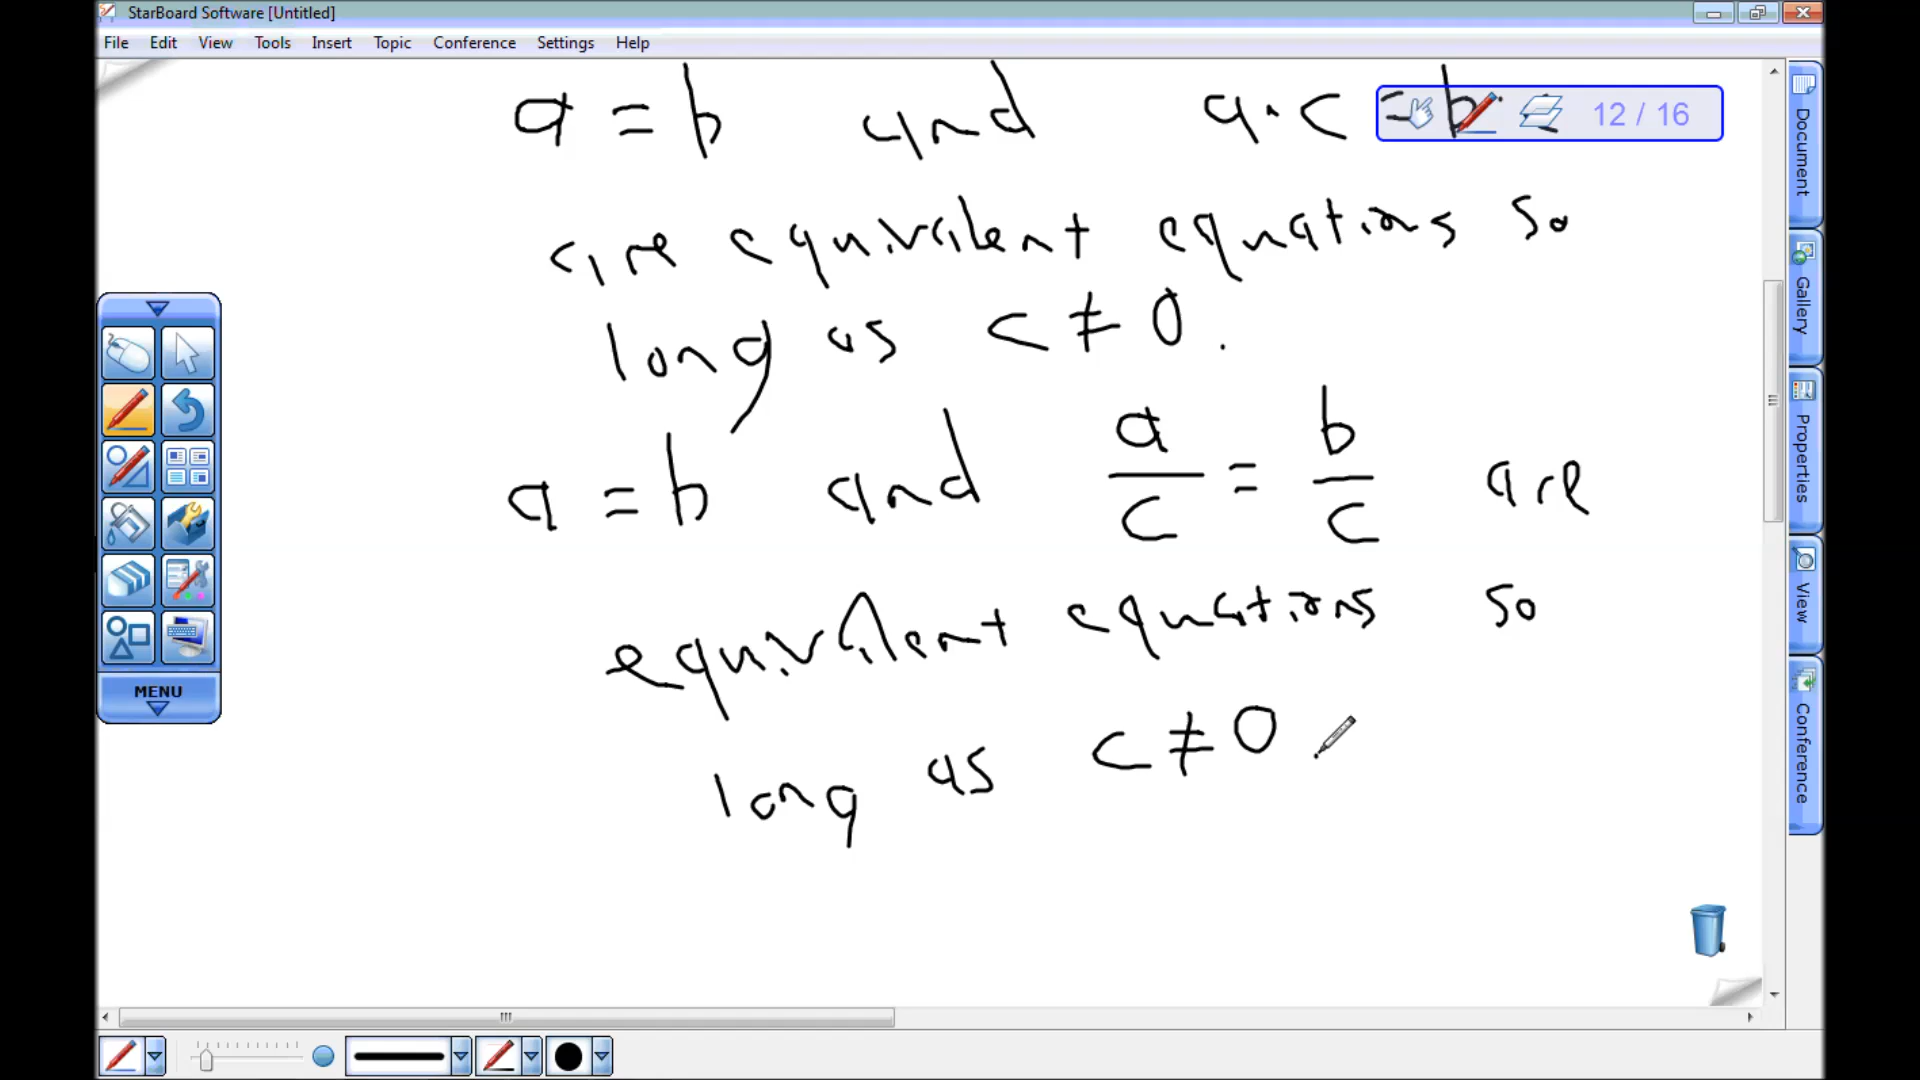 StarBoard Software [Untitled]
File Edit View Tools Insert Topic Conference Settings Help
a = b and a · c = b
12 / 16
are equivalent equations so
long as c ≠ 0.
a = b and a/c = b/c are
equivalent equations so
long as c ≠ 0
MENU
Document
Gallery
Properties
View
Conference